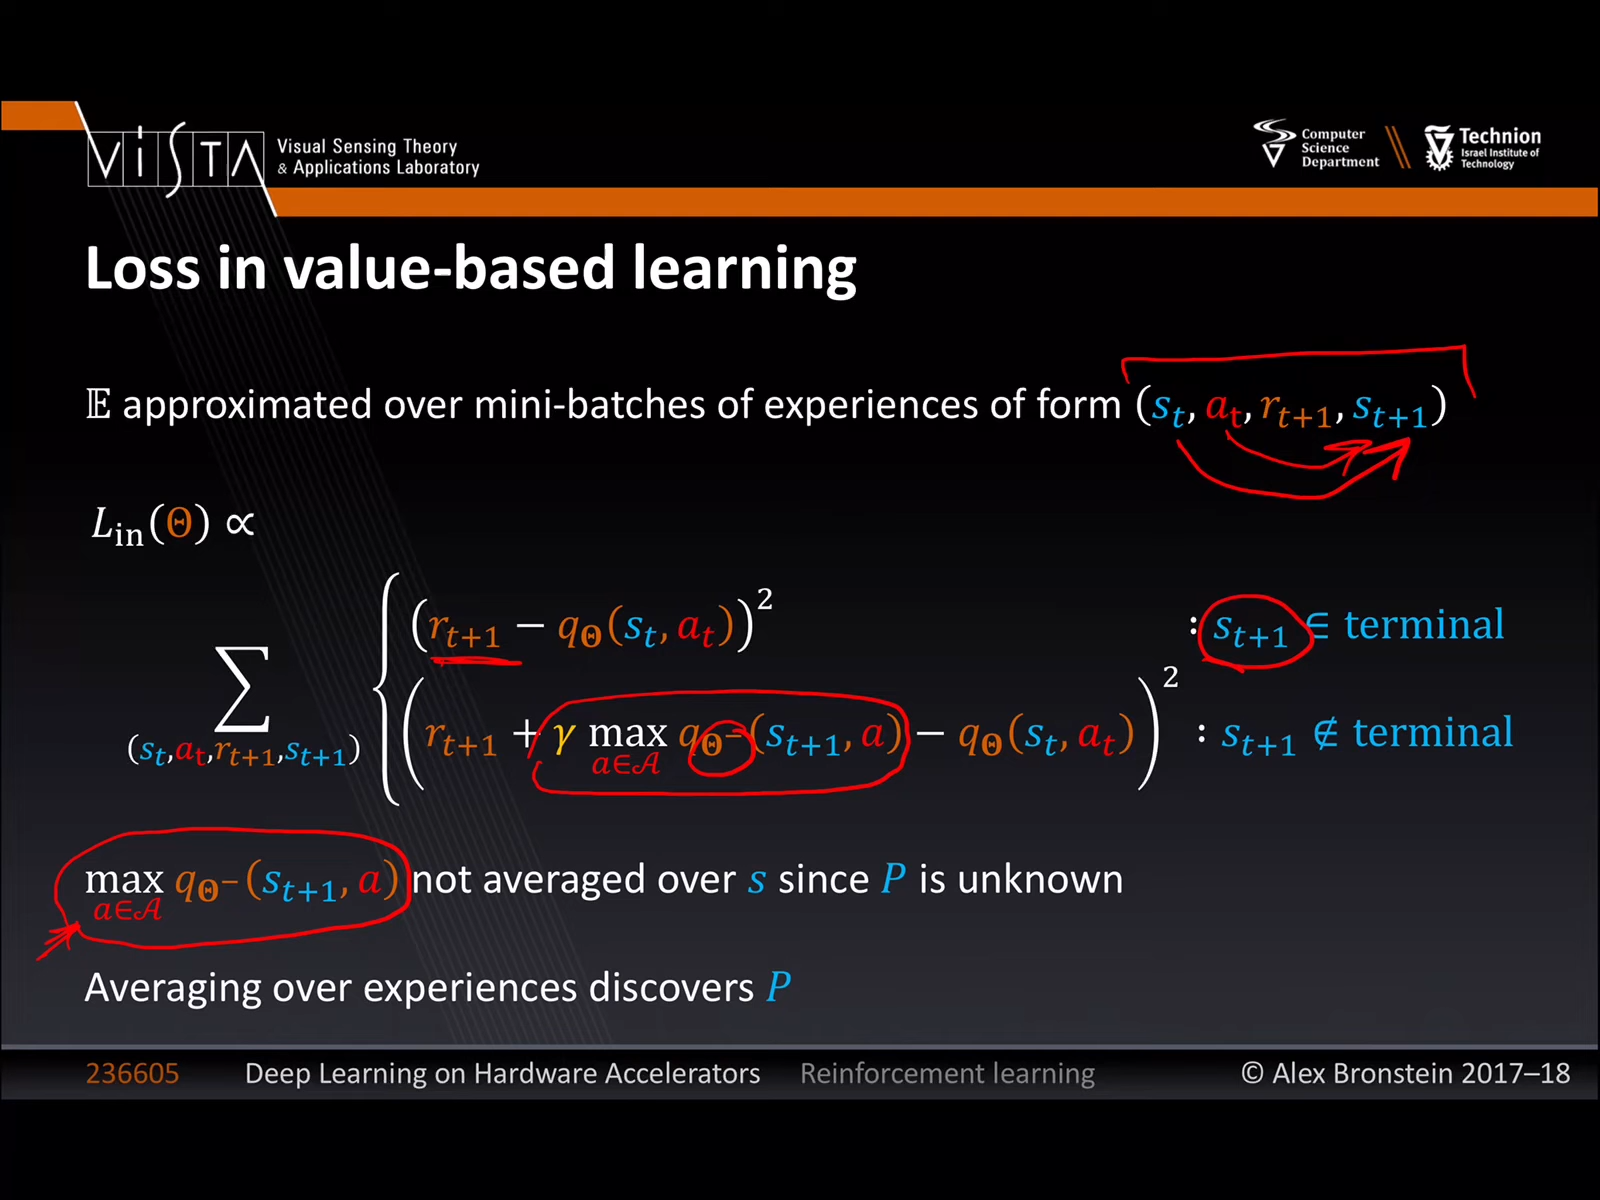 ViSTA Visual Sensing Theory & Applications Laboratory
Computer Science Department
Technion Israel Institute of Technology
Loss in value-based learning
𝔼 approximated over mini-batches of experiences of form (s_t, a_t, r_{t+1}, s_{t+1})
L_in(Θ) ∝
∑_{(s_t,a_t,r_{t+1},s_{t+1})} {
(r_{t+1} − q_Θ(s_t, a_t))² : s_{t+1} ∈ terminal
(r_{t+1} + γ max_{a∈𝒜} q_{Θ⁻}(s_{t+1}, a) − q_Θ(s_t, a_t))² : s_{t+1} ∉ terminal
max_{a∈𝒜} q_{Θ⁻}(s_{t+1}, a) not averaged over s since P is unknown
Averaging over experiences discovers P
236605 Deep Learning on Hardware Accelerators Reinforcement learning © Alex Bronstein 2017–18